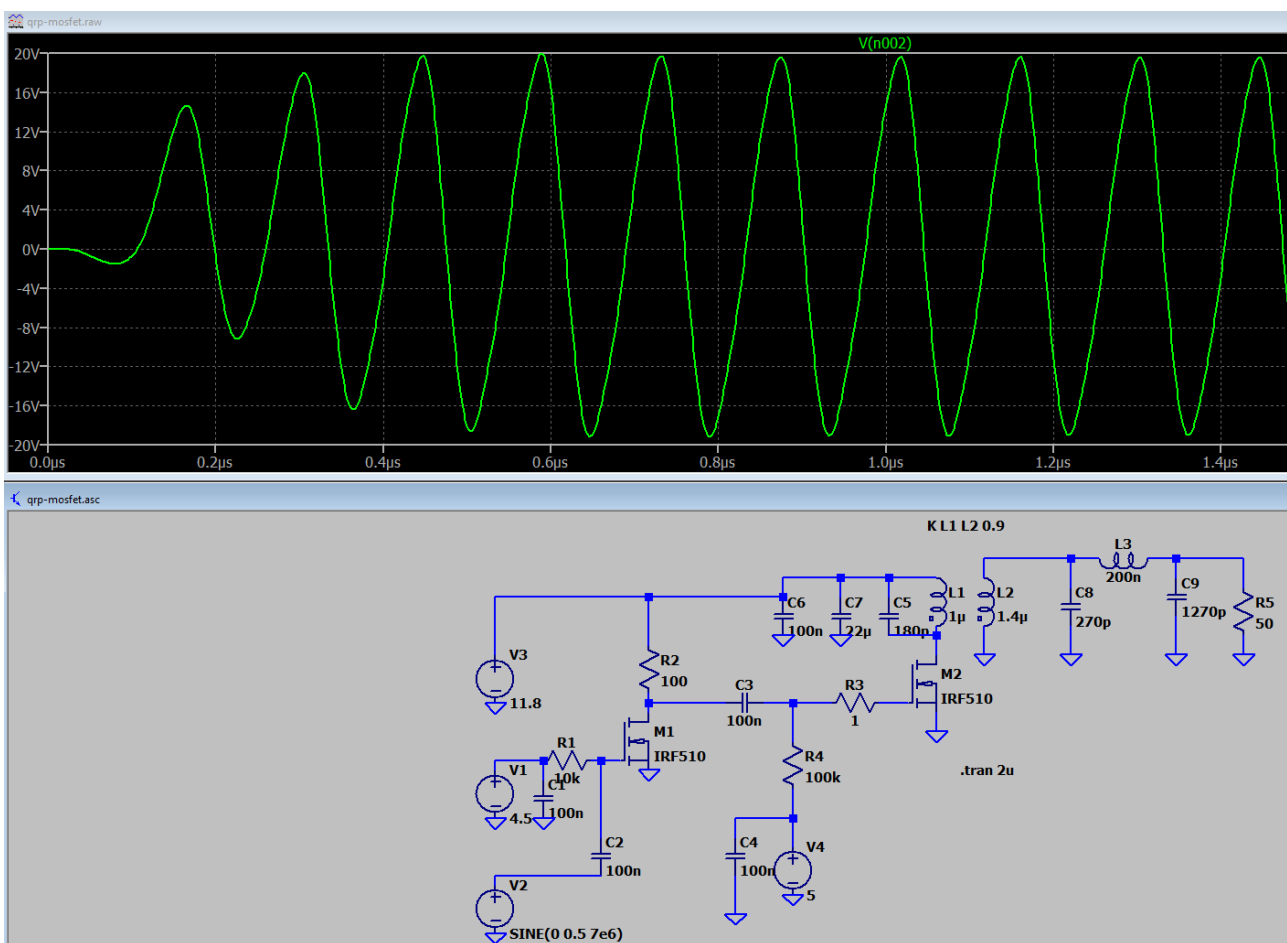 qrp-mosfet.raw
V(n002)
20V
16V
12V
8V
4V
0V
-4V
-8V
-12V
-16V
-20V
0.0µs 0.2µs 0.4µs 0.6µs 0.8µs 1.0µs 1.2µs 1.4µs
qrp-mosfet.asc
K L1 L2 0.9
L3
200n
C6
100n
C7
22µ
C5
180p
L1
1µ
L2
1.4µ
C8
270p
C9
1270p
R5
50
V3
11.8
R2
100
C3
100n
R3
1
M2
IRF510
M1
IRF510
R1
10k
V1
4.5
C1
100n
R4
100k
.tran 2u
C2
100n
C4
100n
V4
5
V2
SINE(0 0.5 7e6)